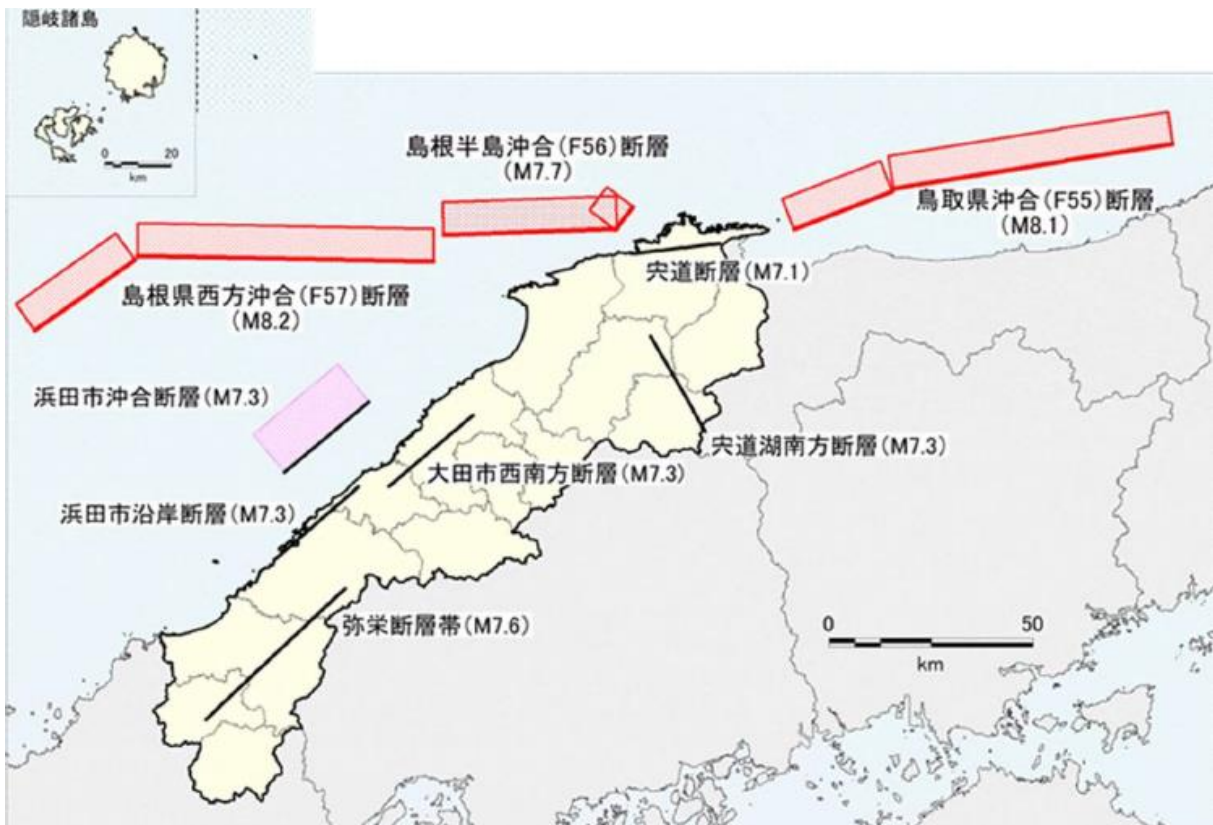 隠岐諸島
0 20
km
島根半島沖合(F56)断層
(M7.7)
鳥取県沖合(F55)断層
(M8.1)
宍道断層(M7.1)
島根県西方沖合(F57)断層
(M8.2)
浜田市沖合断層(M7.3)
宍道湖南方断層(M7.3)
大田市西南方断層(M7.3)
浜田市沿岸断層(M7.3)
弥栄断層帯(M7.6)
0 50
km